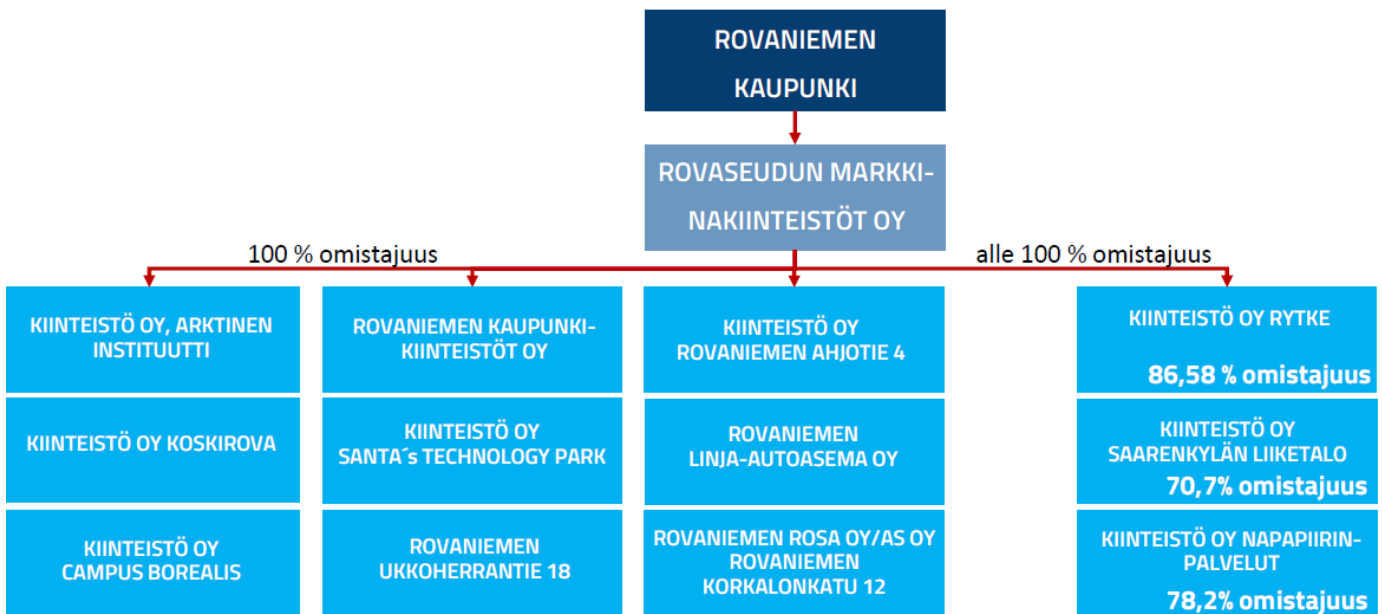 ROVANIEMEN
KAUPUNKI
ROVASEUDUN MARKKI-
NAKIINTEISTÖT OY
100 % omistajuus
alle 100 % omistajuus
KIINTEISTÖ OY, ARKTINEN
INSTITUUTTI
ROVANIEMEN KAUPUNKI-
KIINTEISTÖT OY
KIINTEISTÖ OY
ROVANIEMEN AHJOTIE 4
KIINTEISTÖ OY RYTKE
86,58 % omistajuus
KIINTEISTÖ OY KOSKIROVA
KIINTEISTÖ OY
SANTA´s TECHNOLOGY PARK
ROVANIEMEN
LINJA-AUTOASEMA OY
KIINTEISTÖ OY
SAARENKYLÄN LIIKETALO
70,7% omistajuus
KIINTEISTÖ OY
CAMPUS BOREALIS
ROVANIEMEN
UKKOHERRANTIE 18
ROVANIEMEN ROSA OY/AS OY
ROVANIEMEN
KORKALONKATU 12
KIINTEISTÖ OY NAPAPIIRIN-
PALVELUT
78,2% omistajuus